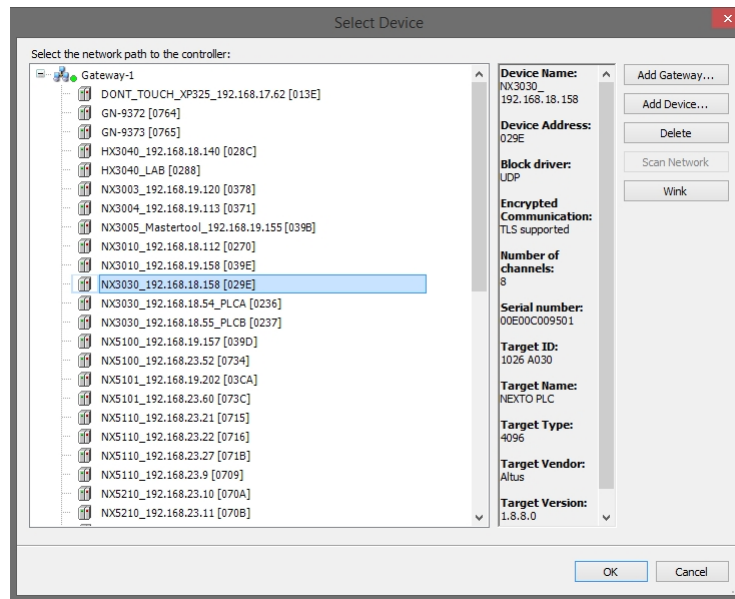 Select Device
Select the network path to the controller:
Gateway-1
DONT_TOUCH_XP325_192.168.17.62 [013E]
GN-9372 [0764]
GN-9373 [0765]
HX3040_192.168.18.140 [028C]
HX3040_LAB [0288]
NX3003_192.168.19.120 [0378]
NX3004_192.168.19.113 [0371]
NX3005_Mastertool_192.168.19.155 [039B]
NX3010_192.168.18.112 [0270]
NX3010_192.168.19.158 [039E]
NX3030_192.168.18.158 [029E]
NX3030_192.168.18.54_PLCA [0236]
NX3030_192.168.18.55_PLCB [0237]
NX5100_192.168.19.157 [039D]
NX5100_192.168.23.52 [0734]
NX5101_192.168.19.202 [03CA]
NX5101_192.168.23.60 [073C]
NX5110_192.168.23.21 [0715]
NX5110_192.168.23.22 [0716]
NX5110_192.168.23.27 [071B]
NX5110_192.168.23.9 [0709]
NX5210_192.168.23.10 [070A]
NX5210_192.168.23.11 [070B]
Device Name:
NX3030_
192.168.18.158
Device Address:
029E
Block driver:
UDP
Encrypted
Communication:
TLS supported
Number of
channels:
8
Serial number:
00E00C009501
Target ID:
1026 A030
Target Name:
NEXTO PLC
Target Type:
4096
Target Vendor:
Altus
Target Version:
1.8.8.0
Add Gateway...
Add Device...
Delete
Scan Network
Wink
OK
Cancel